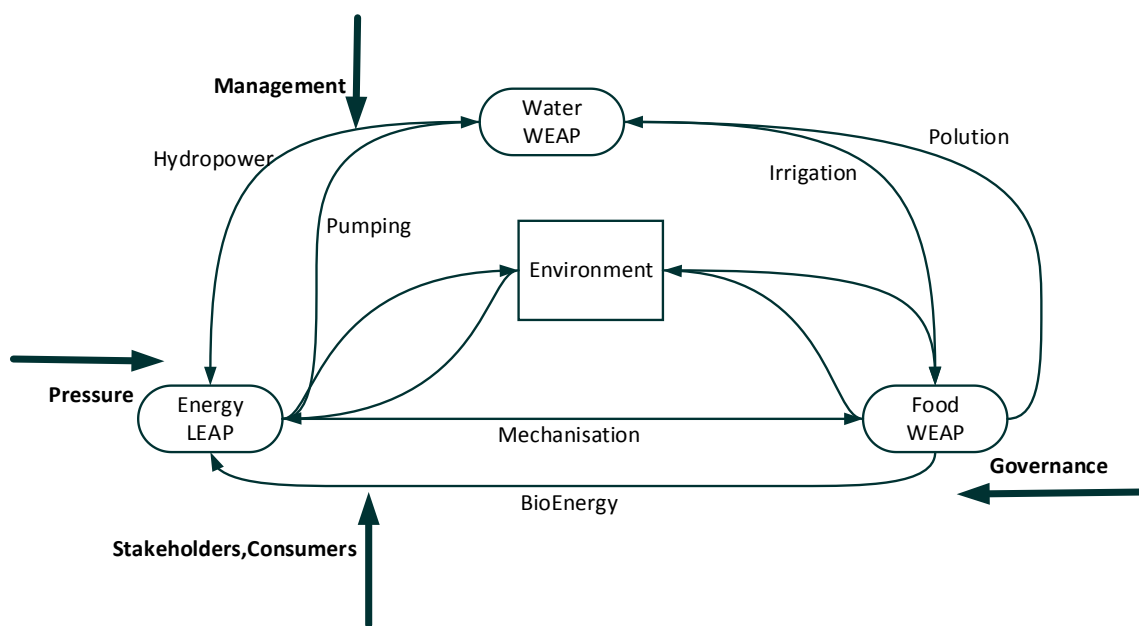 Management
Water
WEAP
Polution
Hydropower
Irrigation
Pumping
Environment
Pressure
Energy
LEAP
Food
WEAP
Mechanisation
Governance
BioEnergy
Stakeholders,Consumers